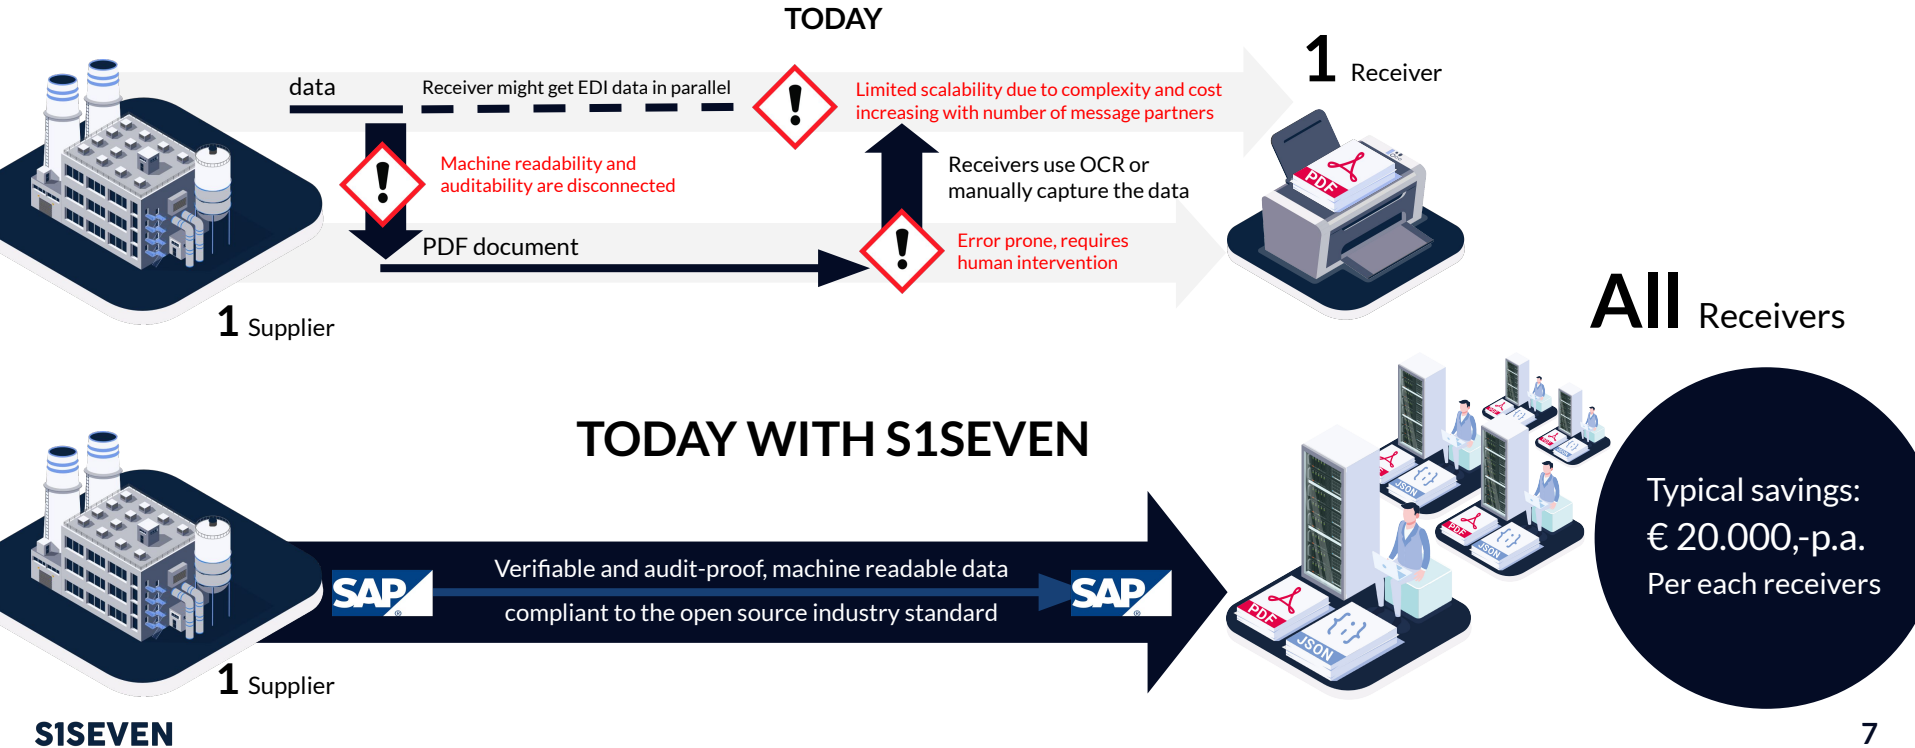 TODAY
data
Receiver might get EDI data in parallel
Limited scalability due to complexity and cost
increasing with number of message partners
1 Receiver
Machine readability and
auditability are disconnected
Receivers use OCR or
manually capture the data
PDF
PDF document
Error prone, requires
human intervention
1 Supplier
All Receivers
TODAY WITH S1SEVEN
SAP
Verifiable and audit-proof, machine readable data
compliant to the open source industry standard
SAP
JSON
PDF
JSON
PDF
JSON
Typical savings:
€ 20.000,-p.a.
Per each receivers
1 Supplier
S1SEVEN
7